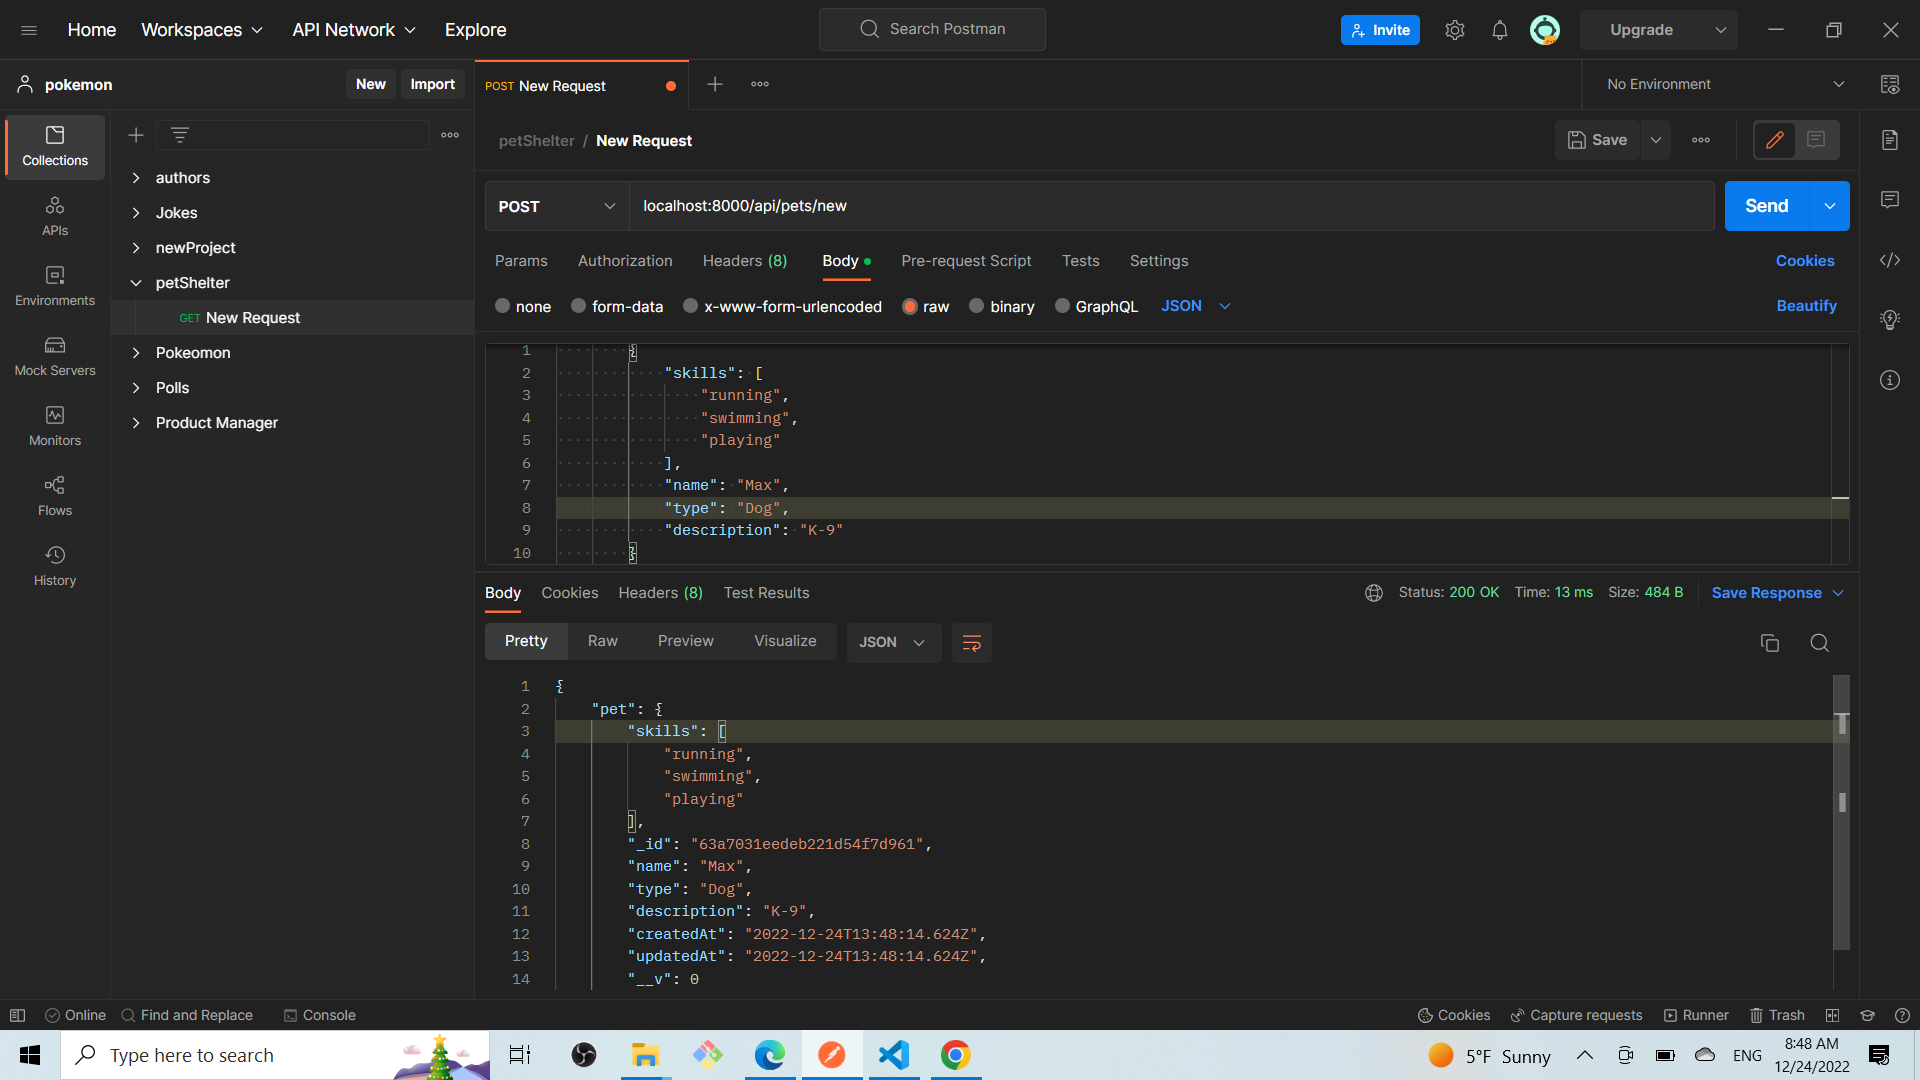 Home Workspaces API Network Explore Search Postman Invite Upgrade
pokemon New Import POST New Request No Environment
petShelter / New Request Save
Collections
APIs
Environments
Mock Servers
Monitors
Flows
History
authors
Jokes
newProject
petShelter
GET New Request
Pokeomon
Polls
Product Manager
POST localhost:8000/api/pets/new Send
Params Authorization Headers (8) Body Pre-request Script Tests Settings Cookies
none form-data x-www-form-urlencoded raw binary GraphQL JSON Beautify
1 {
2 "skills": [
3 "running",
4 "swimming",
5 "playing"
6 ],
7 "name": "Max",
8 "type": "Dog",
9 "description": "K-9"
10 }
Body Cookies Headers (8) Test Results Status: 200 OK Time: 13 ms Size: 484 B Save Response
Pretty Raw Preview Visualize JSON
1 {
2 "pet": {
3 "skills": [
4 "running",
5 "swimming",
6 "playing"
7 ],
8 "_id": "63a7031eedeb221d54f7d961",
9 "name": "Max",
10 "type": "Dog",
11 "description": "K-9",
12 "createdAt": "2022-12-24T13:48:14.624Z",
13 "updatedAt": "2022-12-24T13:48:14.624Z",
14 "__v": 0
Online Find and Replace Console Cookies Capture requests Runner Trash
Type here to search 5°F Sunny ENG 8:48 AM
12/24/2022